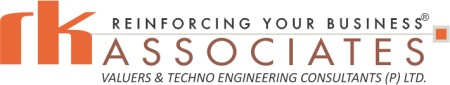 rk
REINFORCING YOUR BUSINESS®
ASSOCIATES
VALUERS & TECHNO ENGINEERING CONSULTANTS (P) LTD.